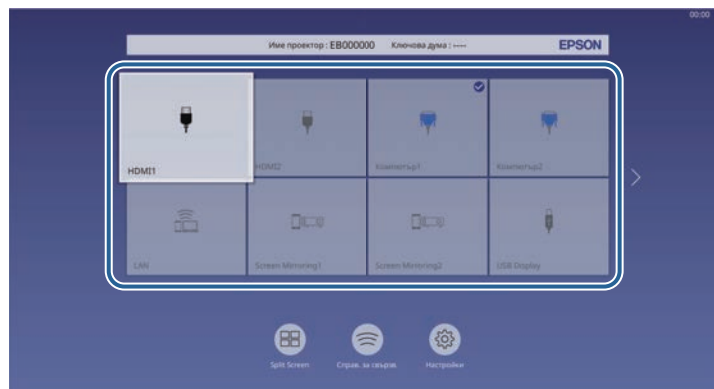 00:00
Име проектор : EB000000 Ключова дума : ---- EPSON
HDMI1 HDMI2 Компютър1 Компютър2
LAN Screen Mirroring1 Screen Mirroring2 USB Display
Split Screen Справ. за свързв. Настройки